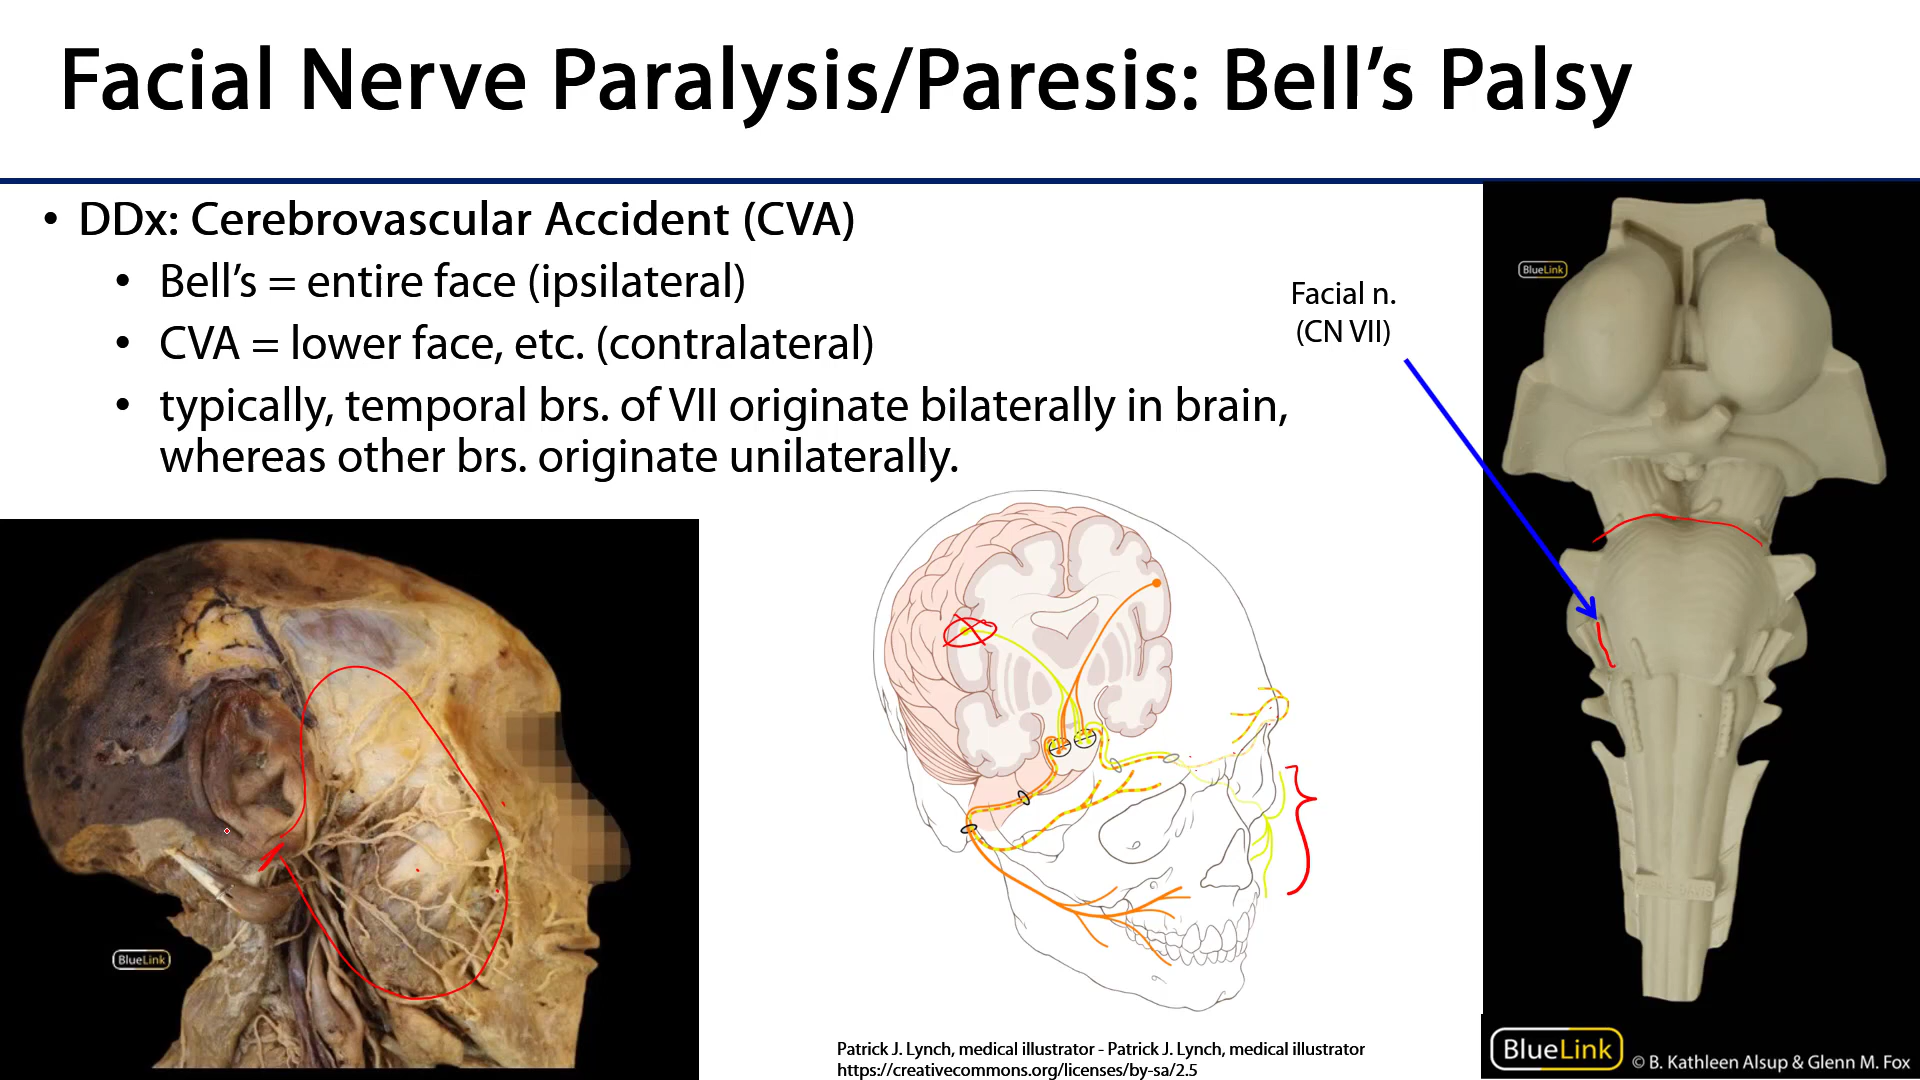 Facial Nerve Paralysis/Paresis: Bell’s Palsy
• DDx: Cerebrovascular Accident (CVA)
• Bell’s = entire face (ipsilateral)
• CVA = lower face, etc. (contralateral)
• typically, temporal brs. of VII originate bilaterally in brain,
whereas other brs. originate unilaterally.
Facial n.
(CN VII)
BlueLink
BlueLink
Patrick J. Lynch, medical illustrator - Patrick J. Lynch, medical illustrator
https://creativecommons.org/licenses/by-sa/2.5
BlueLink
© B. Kathleen Alsup & Glenn M. Fox